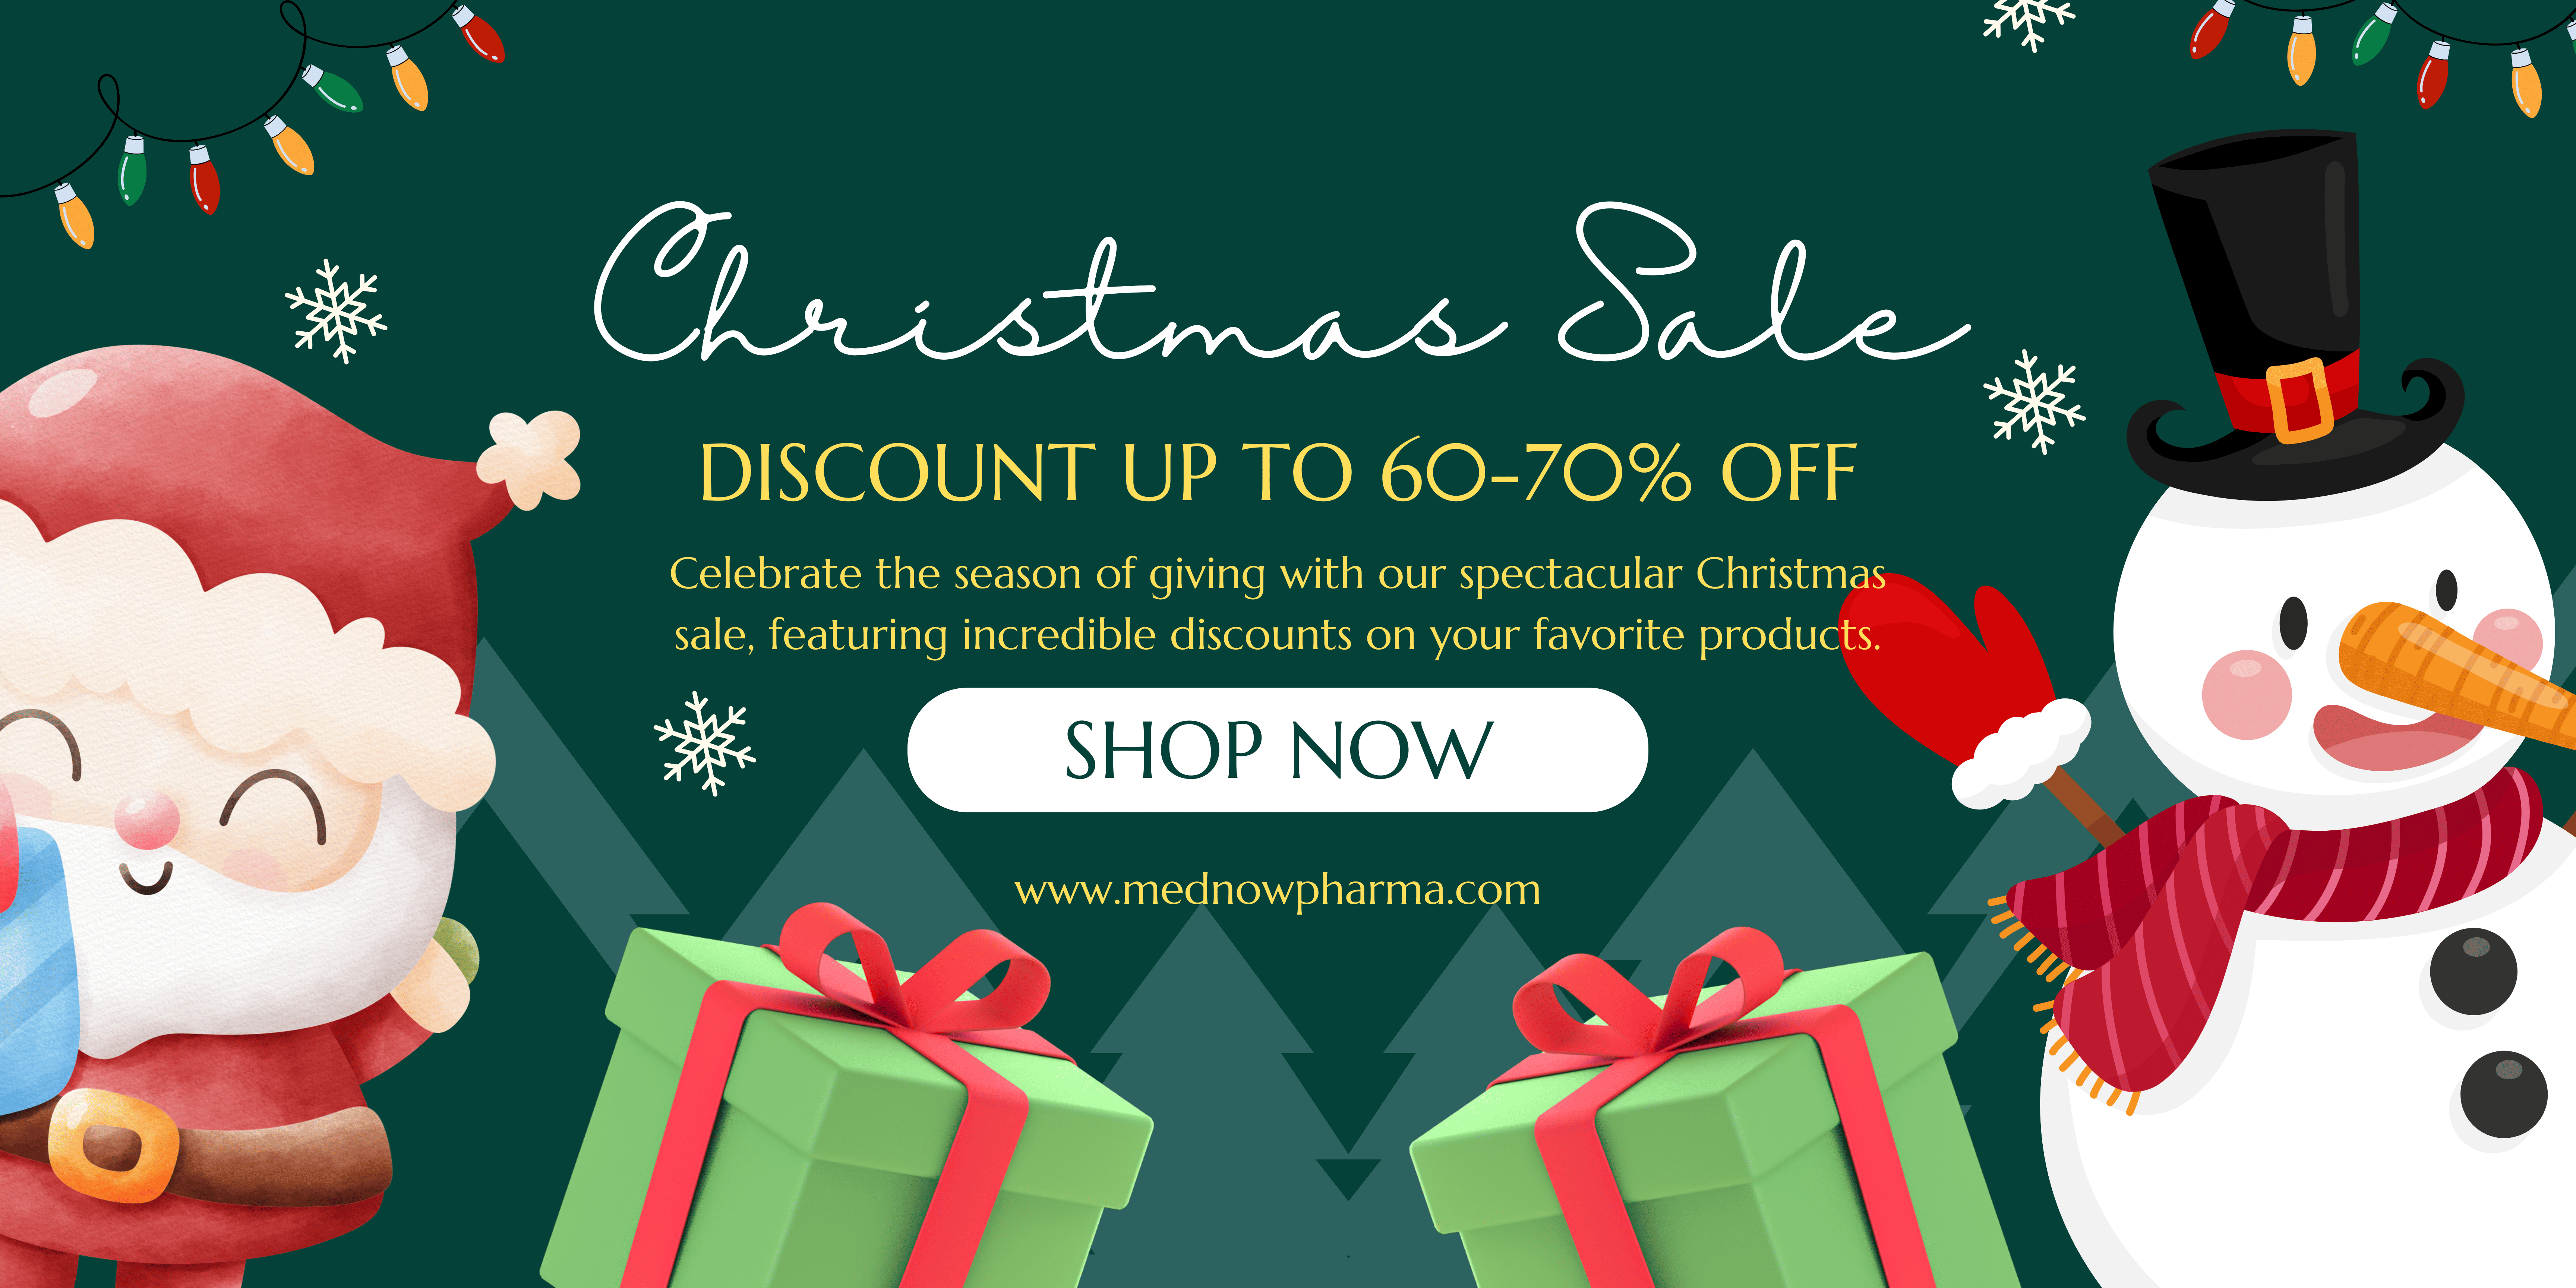 Christmas Sale
DISCOUNT UP TO 60-70% OFF
Celebrate the season of giving with our spectacular Christmas
sale, featuring incredible discounts on your favorite products.
SHOP NOW
www.mednowpharma.com